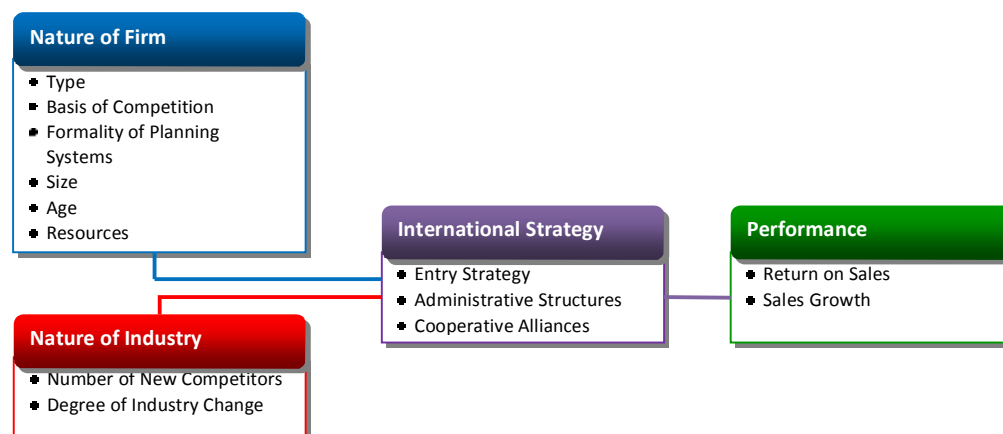 Nature of Firm
Type
Basis of Competition
Formality of Planning
Systems
Size
Age
Resources
Nature of Industry
Number of New Competitors
Degree of Industry Change
International Strategy
Entry Strategy
Administrative Structures
Cooperative Alliances
Performance
Return on Sales
Sales Growth